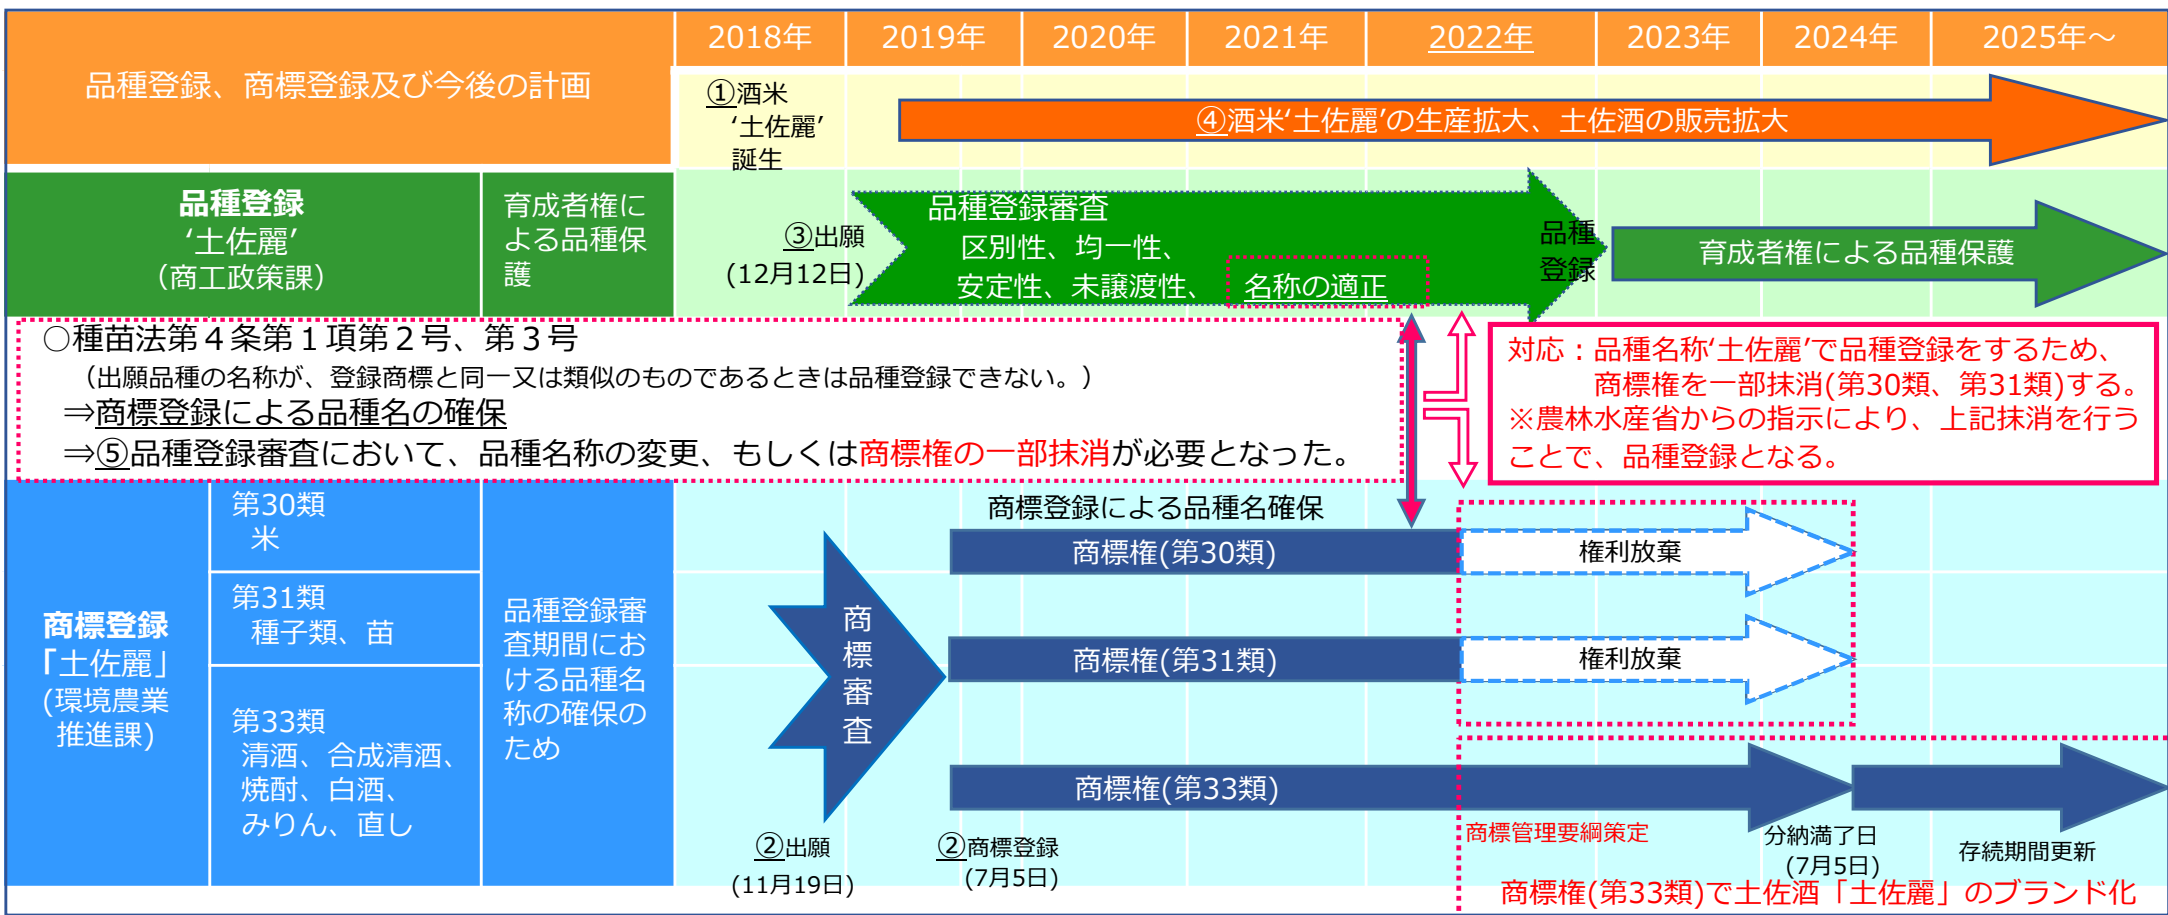 品種登録、商標登録及び今後の計画
2018年
2019年
2020年
2021年
2022年
2023年
2024年
2025年～
①酒米
‘土佐麗’
誕生
④酒米‘土佐麗’の生産拡大、土佐酒の販売拡大
品種登録
‘土佐麗’
（商工政策課）
育成者権に
よる品種保
護
③出願
(12月12日)
品種登録審査
区別性、均一性、
安定性、未譲渡性、
名称の適正
品種
登録
育成者権による品種保護
○種苗法第４条第１項第２号、第３号
（出願品種の名称が、登録商標と同一又は類似のものであるときは品種登録できない。）
⇒商標登録による品種名の確保
⇒⑤品種登録審査において、品種名称の変更、もしくは商標権の一部抹消が必要となった。
対応：品種名称‘土佐麗’で品種登録をするため、
商標権を一部抹消(第30類、第31類)する。
※農林水産省からの指示により、上記抹消を行う
ことで、品種登録となる。
商標登録
「土佐麗」
(環境農業
推進課)
第30類
米
第31類
種子類、苗
第33類
清酒、合成清酒、
焼酎、白酒、
みりん、直し
品種登録審
査期間にお
ける品種名
称の確保の
ため
商標審査
商標登録による品種名確保
商標権(第30類)
権利放棄
商標権(第31類)
権利放棄
商標権(第33類)
②出願
(11月19日)
②商標登録
(7月5日)
商標管理要綱策定
分納満了日
(7月5日)
存続期間更新
商標権(第33類)で土佐酒「土佐麗」のブランド化